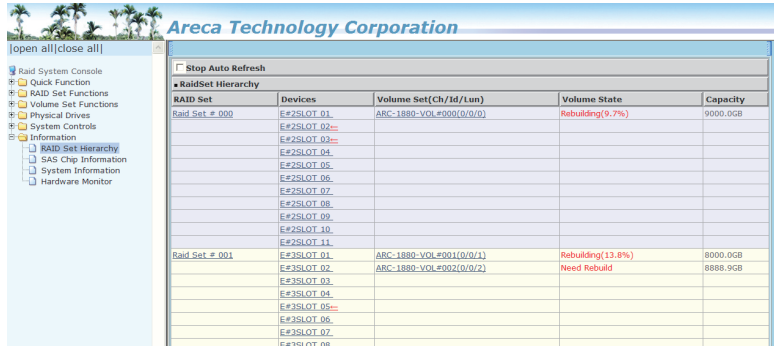 Areca Technology Corporation
|open all|close all|
Raid System Console
Quick Function
RAID Set Functions
Volume Set Functions
Physical Drives
System Controls
Information
RAID Set Hierarchy
SAS Chip Information
System Information
Hardware Monitor
Stop Auto Refresh
▪ RaidSet Hierarchy
RAID Set Devices Volume Set(Ch/Id/Lun) Volume State Capacity
Raid Set # 000 E#2SLOT 01 ARC-1880-VOL#000(0/0/0) Rebuilding(9.7%) 9000.0GB
E#2SLOT 02←
E#2SLOT 03←
E#2SLOT 04
E#2SLOT 05
E#2SLOT 06
E#2SLOT 07
E#2SLOT 08
E#2SLOT 09
E#2SLOT 10
E#2SLOT 11
Raid Set # 001 E#3SLOT 01 ARC-1880-VOL#001(0/0/1) Rebuilding(13.8%) 8000.0GB
E#3SLOT 02 ARC-1880-VOL#002(0/0/2) Need Rebuild 8888.9GB
E#3SLOT 03
E#3SLOT 04
E#3SLOT 05←
E#3SLOT 06
E#3SLOT 07
E#3SLOT 08